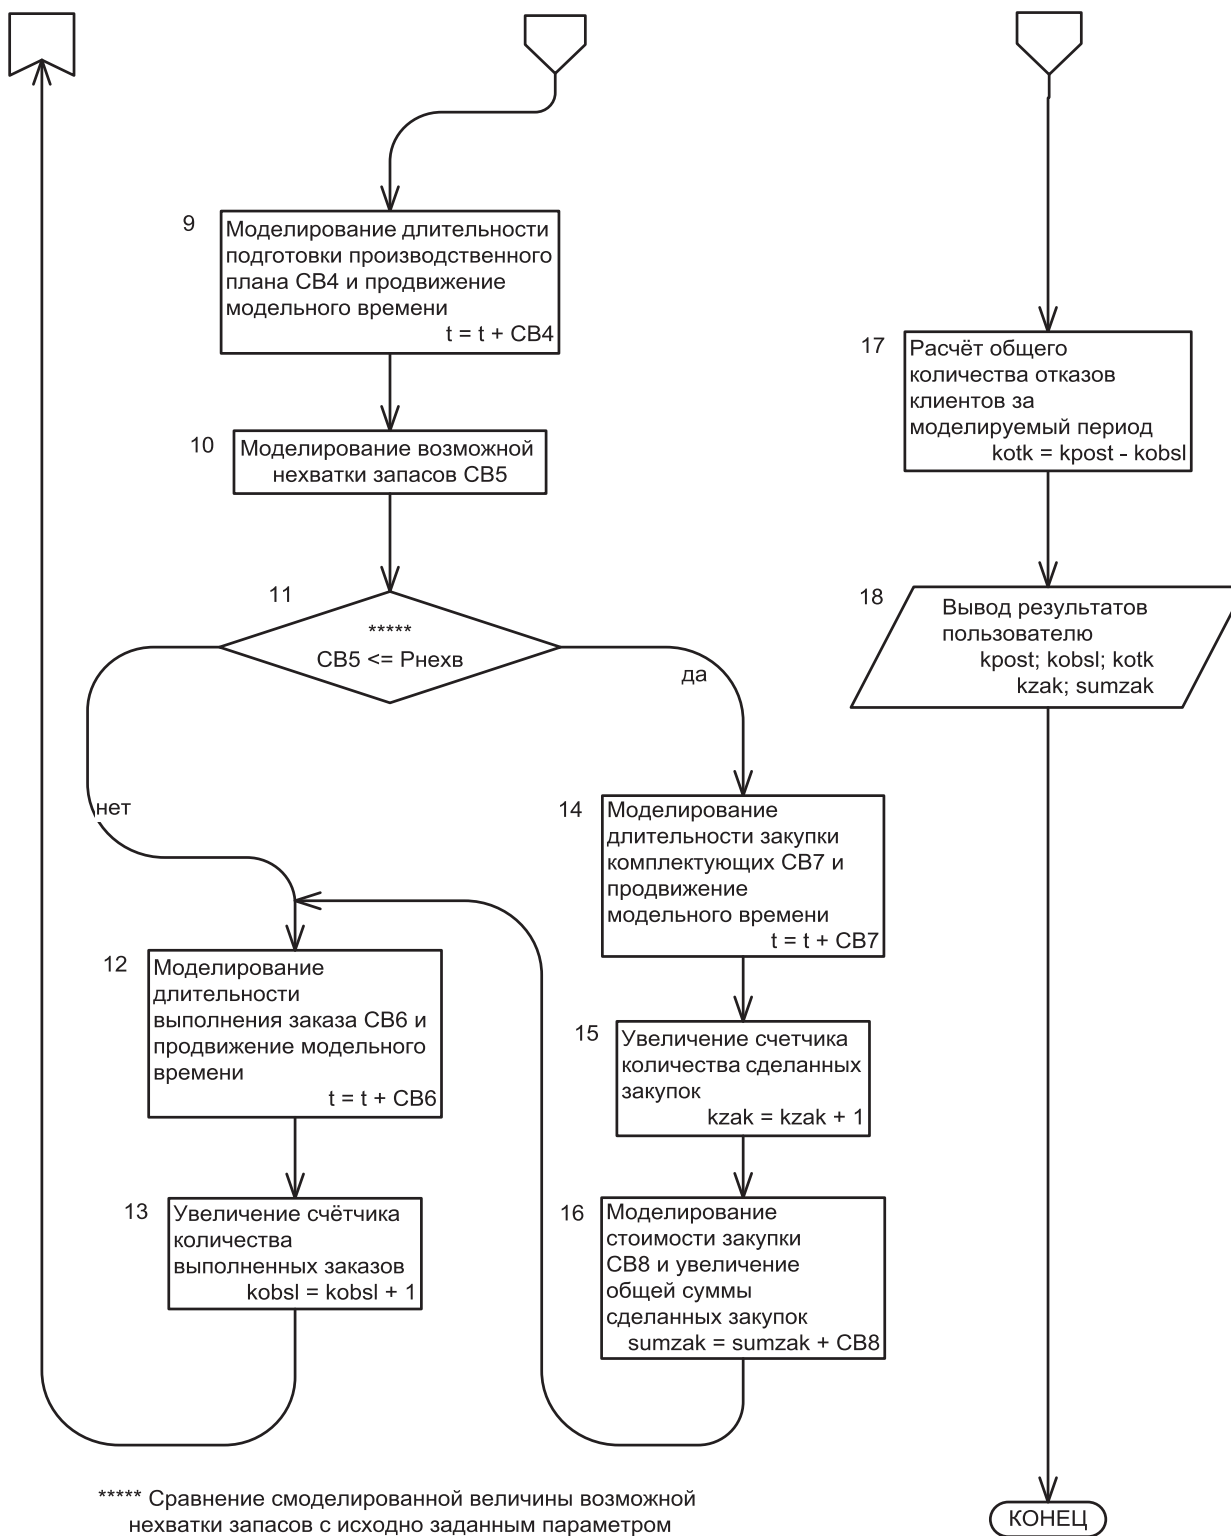 9
Моделирование длительности
подготовки производственного
плана СВ4 и продвижение
модельного времени
t = t + СВ4
10
Моделирование возможной
нехватки запасов СВ5
11
*****
СВ5 <= Рнехв
да
нет
12
Моделирование
длительности
выполнения заказа СВ6 и
продвижение модельного
времени
t = t + СВ6
13
Увеличение счётчика
количества
выполненных заказов
kobsl = kobsl + 1
14
Моделирование
длительности закупки
комплектующих СВ7 и
продвижение
модельного времени
t = t + СВ7
15
Увеличение счетчика
количества сделанных
закупок
kzak = kzak + 1
16
Моделирование
стоимости закупки
СВ8 и увеличение
общей суммы
сделанных закупок
sumzak = sumzak + СВ8
17
Расчёт общего
количества отказов
клиентов за
моделируемый период
kotk = kpost - kobsl
18
Вывод результатов
пользователю
kpost; kobsl; kotk
kzak; sumzak
КОНЕЦ
***** Сравнение смоделированной величины возможной
нехватки запасов с исходно заданным параметром